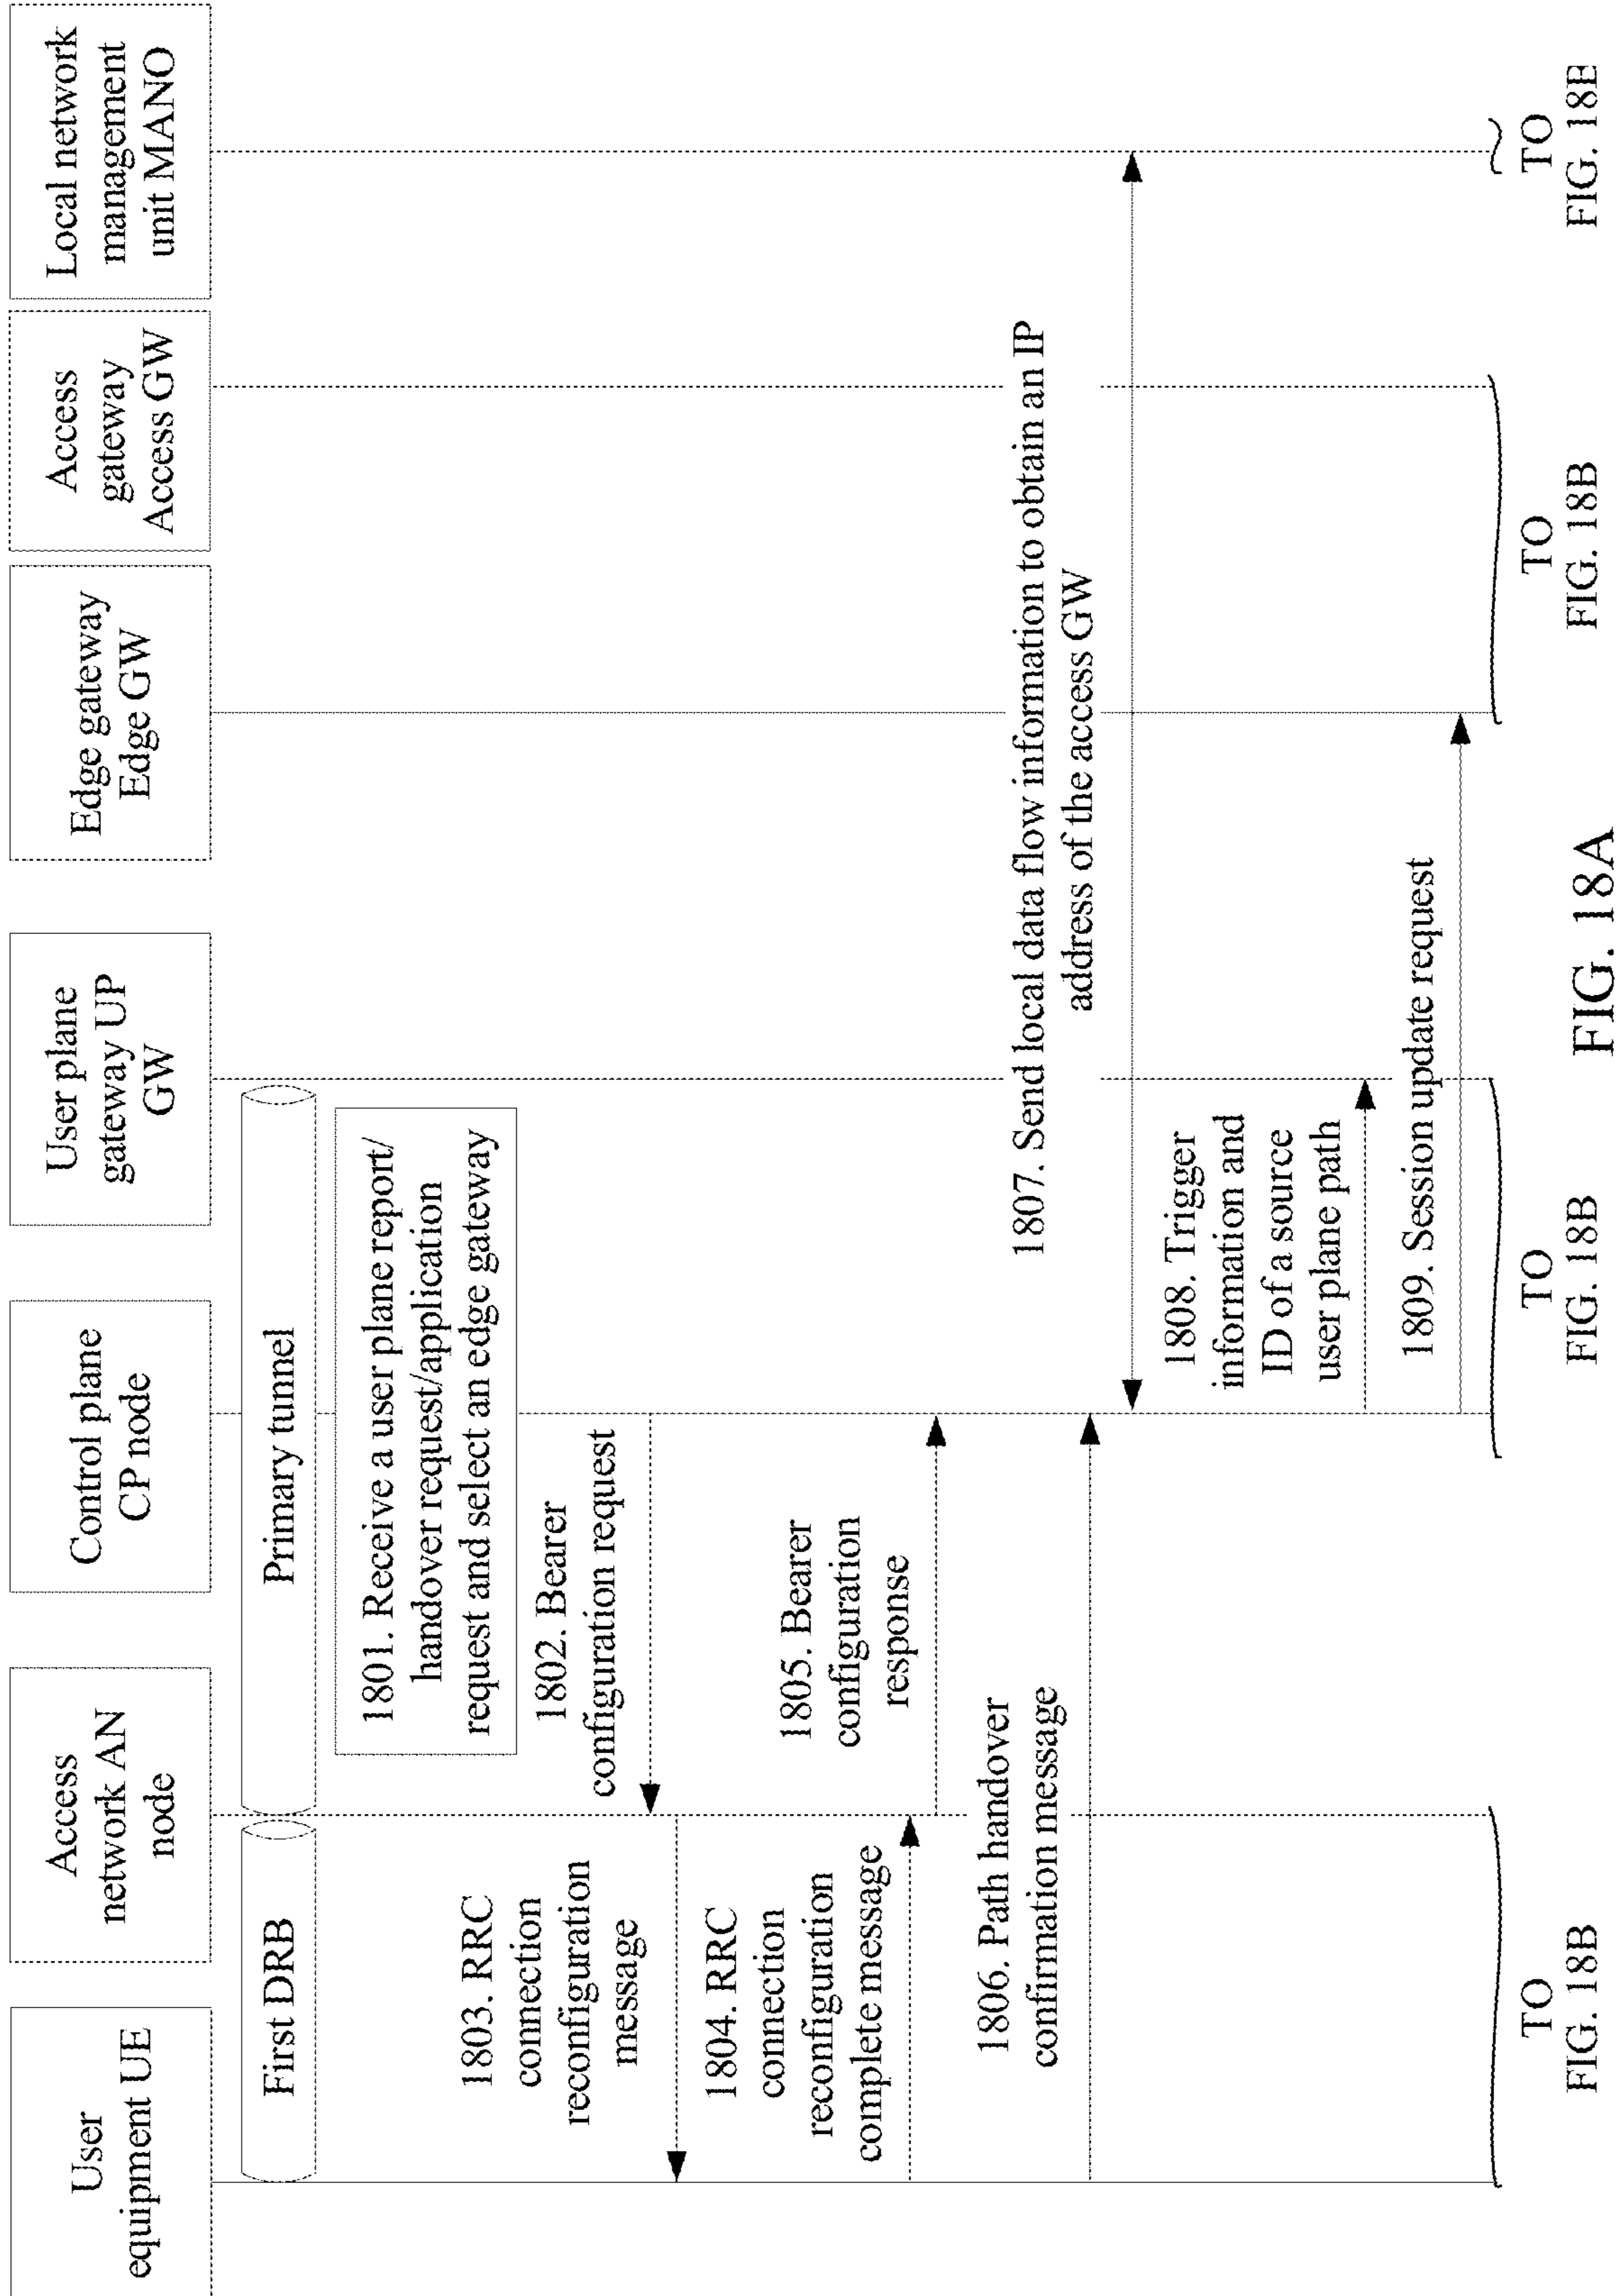 User
equipment UE
Access
network AN
node
Control plane
CP node
User plane
gateway UP
GW
Edge gateway
Edge GW
Access
gateway
Access GW
Local network
management
unit MANO
First DRB
Primary tunnel
1801. Receive a user plane report/
handover request/application
request and select an edge gateway
1802. Bearer
configuration request
1803. RRC
connection
reconfiguration
message
1804. RRC
connection
reconfiguration
complete message
1805. Bearer
configuration
response
1806. Path handover
confirmation message
1807. Send local data flow information to obtain an IP
address of the access GW
1808. Trigger
information and
ID of a source
user plane path
1809. Session update request
TO
FIG. 18B
TO
FIG. 18B
TO
FIG. 18B
TO
FIG. 18E
FIG. 18A